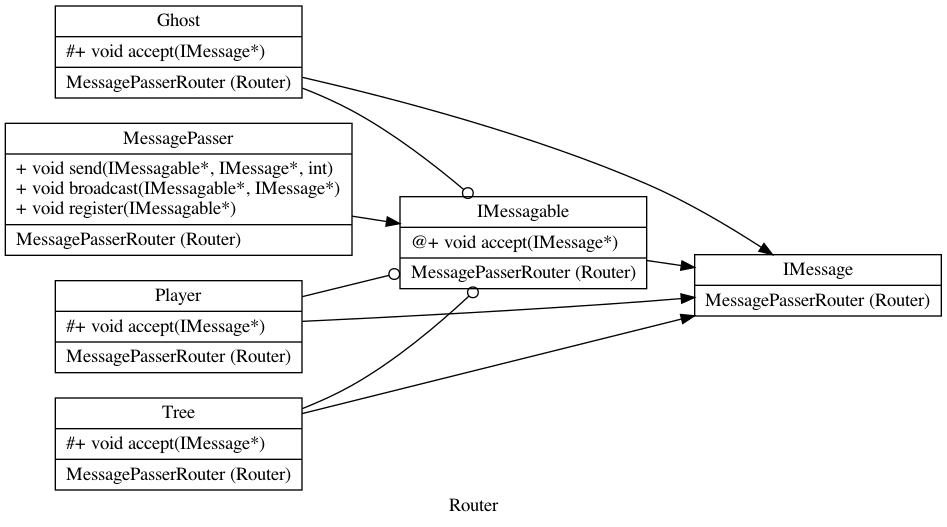 Ghost
#+ void accept(IMessage*)
MessagePasserRouter (Router)
MessagePasser
+ void send(IMessagable*, IMessage*, int)
+ void broadcast(IMessagable*, IMessage*)
+ void register(IMessagable*)
MessagePasserRouter (Router)
IMessagable
@+ void accept(IMessage*)
MessagePasserRouter (Router)
IMessage
MessagePasserRouter (Router)
Player
#+ void accept(IMessage*)
MessagePasserRouter (Router)
Tree
#+ void accept(IMessage*)
MessagePasserRouter (Router)
Router